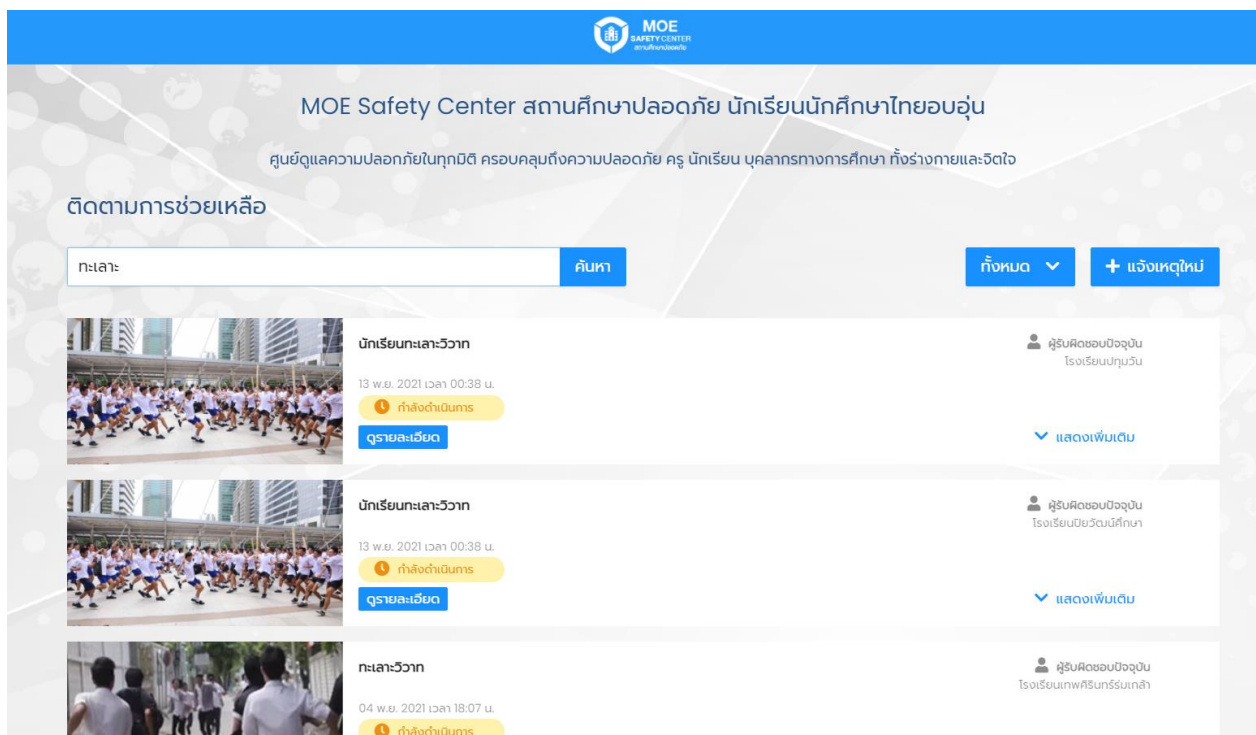 MOE
SAFETY CENTER
สถานศึกษาปลอดภัย
MOE Safety Center สถานศึกษาปลอดภัย นักเรียนนักศึกษาไทยอบอุ่น
ศูนย์ดูแลความปลอกภัยในทุกมิติ ครอบคลุมถึงความปลอดภัย ครู นักเรียน บุคลากรทางการศึกษา ทั้งร่างกายและจิตใจ
ติดตามการช่วยเหลือ
ทะเลาะ ค้นหา ทั้งหมด + แจ้งเหตุใหม่
นักเรียนทะเลาะวิวาท
ผู้รับผิดชอบปัจจุบัน
โรงเรียนปทุมวัน
13 พ.ย. 2021 เวลา 00:38 น.
กำลังดำเนินการ
ดูรายละเอียด แสดงเพิ่มเติม
นักเรียนทะเลาะวิวาท
ผู้รับผิดชอบปัจจุบัน
โรงเรียนปิยวัฒน์ศึกษา
13 พ.ย. 2021 เวลา 00:38 น.
กำลังดำเนินการ
ดูรายละเอียด แสดงเพิ่มเติม
ทะเลาะวิวาท
ผู้รับผิดชอบปัจจุบัน
โรงเรียนเทพศิรินทร์ร่มเกล้า
04 พ.ย. 2021 เวลา 18:07 น.
กำลังดำเนินการ